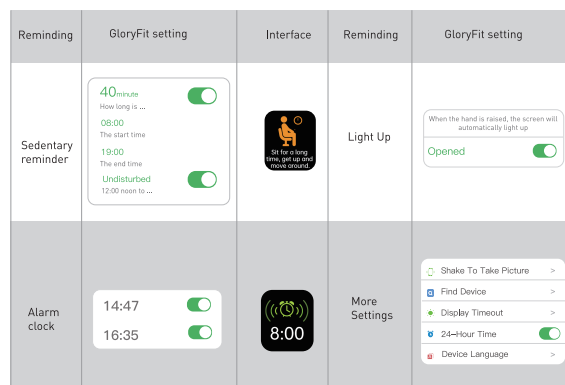 Reminding
GloryFit setting
Interface
Reminding
GloryFit setting
Sedentary
reminder
40minute
How long is ...
08:00
The start time
19:00
The end time
Undisturbed
12:00 noon to ...
Sit for a long
time, get up and
move around.
Light Up
When the hand is raised, the screen will
automatically light up
Opened
Alarm
clock
14:47
16:35
8:00
More
Settings
Shake To Take Picture >
Find Device >
Display Timeout >
24-Hour Time
Device Language >